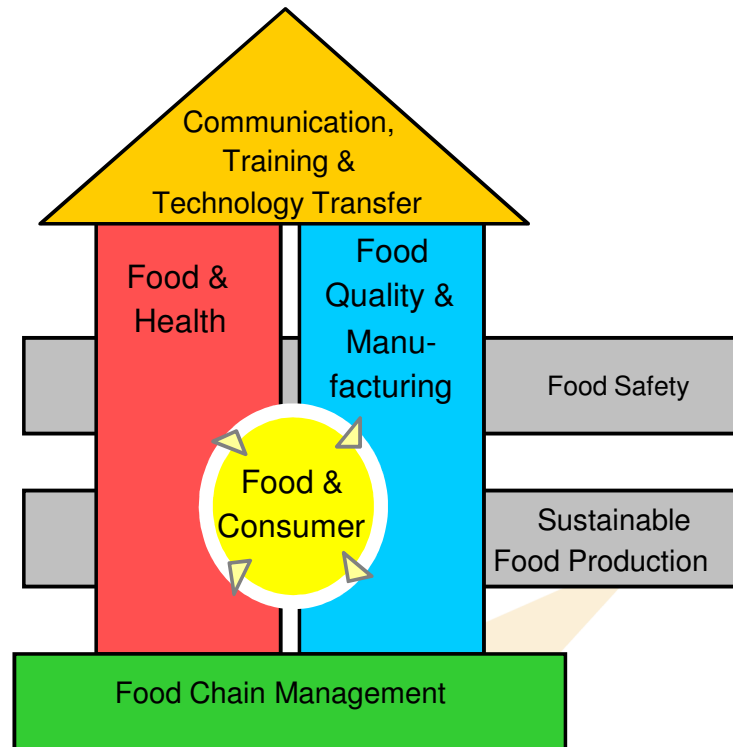 Communication,
Training &
Technology Transfer
Food &
Health
Food
Quality &
Manu-
facturing
Food Safety
Food &
Consumer
Sustainable
Food Production
Food Chain Management